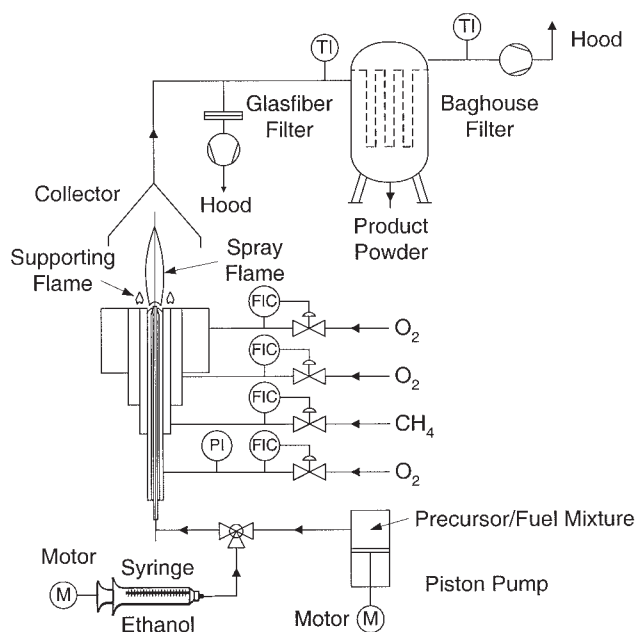 TI
TI
Hood
Glasfiber
Filter
Baghouse
Filter
Collector
Hood
Product
Powder
Supporting
Flame
Spray
Flame
FIC
O2
FIC
O2
FIC
CH4
PI
FIC
O2
Precursor/Fuel Mixture
Motor
Syringe
M
Ethanol
Piston Pump
Motor
M